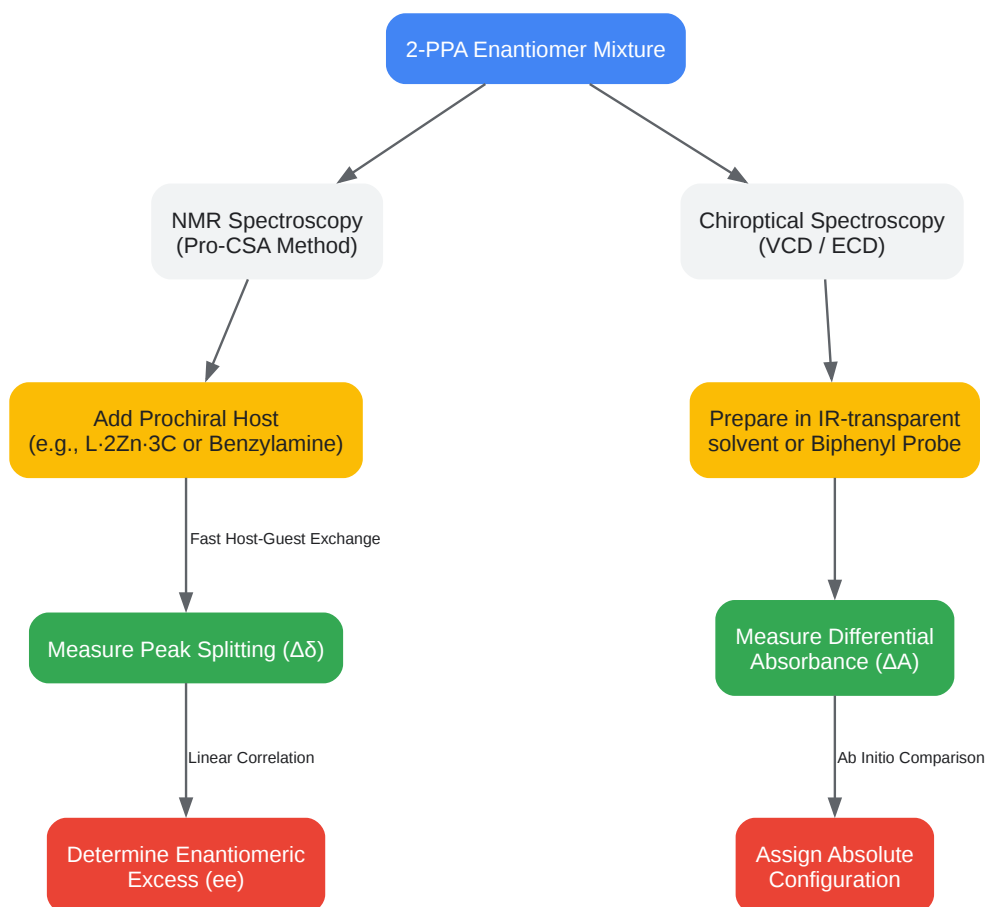 2-PPA Enantiomer Mixture
NMR Spectroscopy
(Pro-CSA Method)
Chiroptical Spectroscopy
(VCD / ECD)
Add Prochiral Host
(e.g., L·2Zn·3C or Benzylamine)
Prepare in IR-transparent
solvent or Biphenyl Probe
Fast Host-Guest Exchange
Measure Peak Splitting (Δδ)
Measure Differential
Absorbance (ΔA)
Linear Correlation
Ab Initio Comparison
Determine Enantiomeric
Excess (ee)
Assign Absolute
Configuration